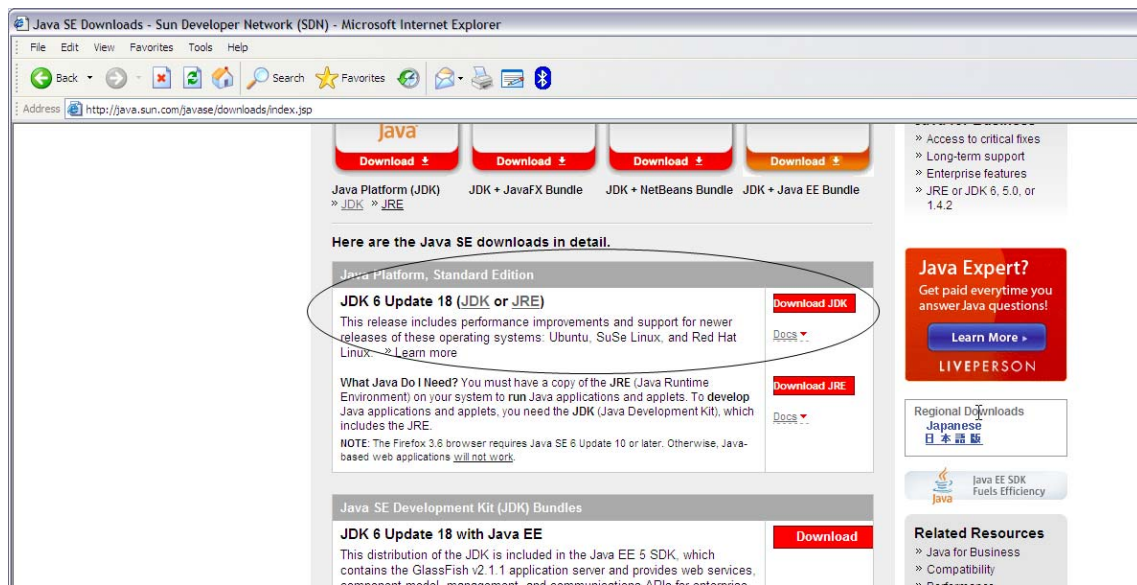 Java SE Downloads - Sun Developer Network (SDN) - Microsoft Internet Explorer
File Edit View Favorites Tools Help
Back Search Favorites
Address http://java.sun.com/javase/downloads/index.jsp
Java
Download Download Download Download
Java Platform (JDK) JDK + JavaFX Bundle JDK + NetBeans Bundle JDK + Java EE Bundle
» JDK » JRE
Here are the Java SE downloads in detail.
Java Platform, Standard Edition
JDK 6 Update 18 (JDK or JRE)
This release includes performance improvements and support for newer
releases of these operating systems: Ubuntu, SuSe Linux, and Red Hat
Linux. » Learn more
Download JDK
Docs
What Java Do I Need? You must have a copy of the JRE (Java Runtime
Environment) on your system to run Java applications and applets. To develop
Java applications and applets, you need the JDK (Java Development Kit), which
includes the JRE.
NOTE: The Firefox 3.6 browser requires Java SE 6 Update 10 or later. Otherwise, Java-
based web applications will not work.
Download JRE
Docs
Java SE Development Kit (JDK) Bundles
JDK 6 Update 18 with Java EE
This distribution of the JDK is included in the Java EE 5 SDK, which
contains the GlassFish v2.1.1 application server and provides web services,
component model, management, and communications APIs for enterprise
Download
Java for Business
» Access to critical fixes
» Long-term support
» Enterprise features
» JRE or JDK 6, 5.0, or
1.4.2
Java Expert?
Get paid everytime you
answer Java questions!
Learn More »
LIVEPERSON
Regional Downloads
Japanese
日本語版
Java
Java EE SDK
Fuels Efficiency
Related Resources
» Java for Business
» Compatibility
» Performance